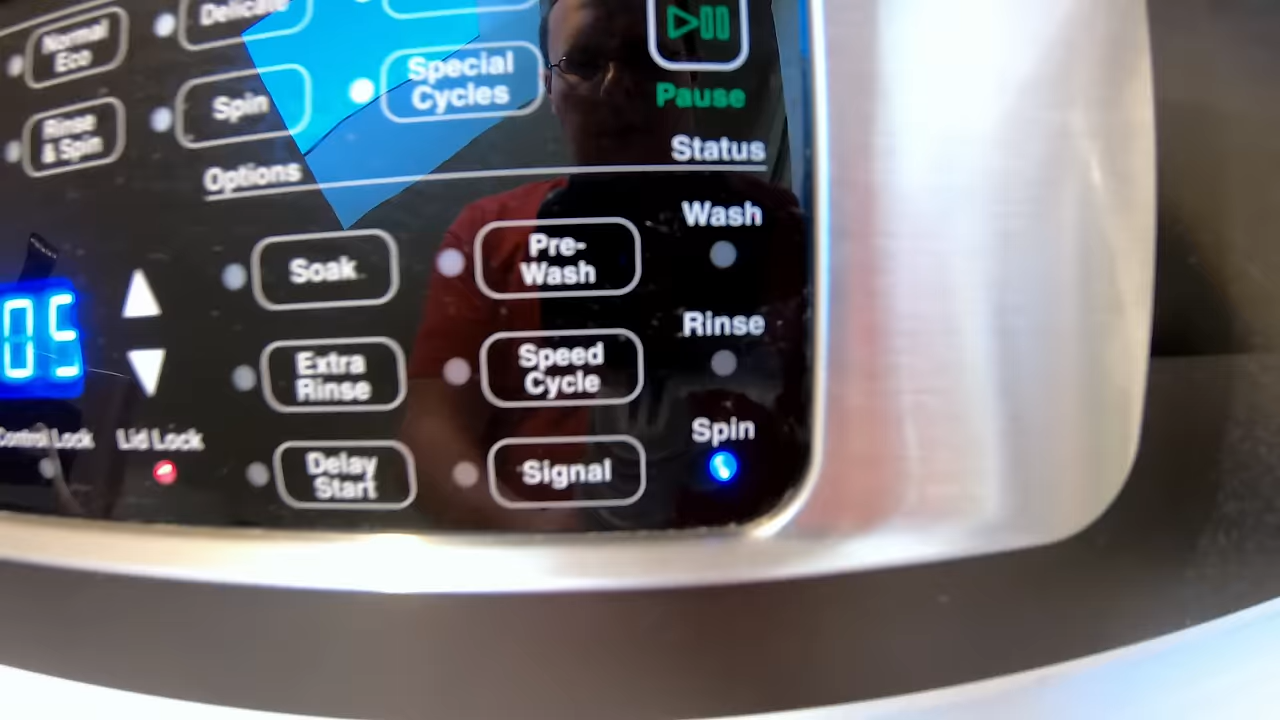 Delicate
Normal
Eco
Special
Cycles
Spin
Rinse
& Spin
Pause
Options
Status
Wash
Soak
Pre-
Wash
05
Rinse
Extra
Rinse
Speed
Cycle
Control Lock
Lid Lock
Spin
Delay
Start
Signal